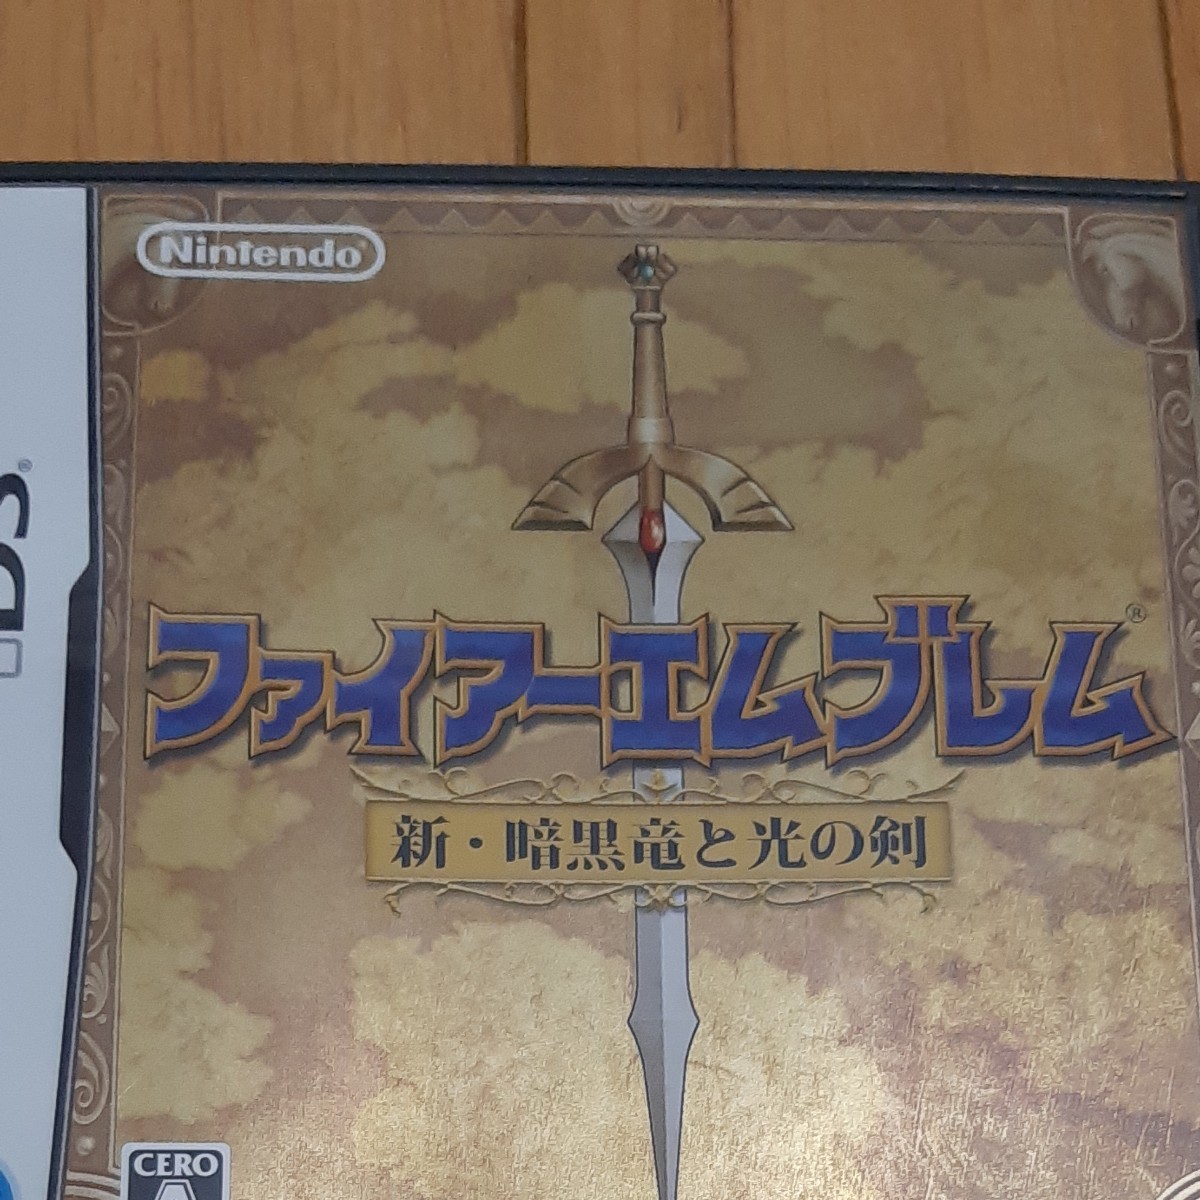 Nintendo®
DS®
ファイアーエムブレム®
新・暗黒竜と光の剣
CERO
A